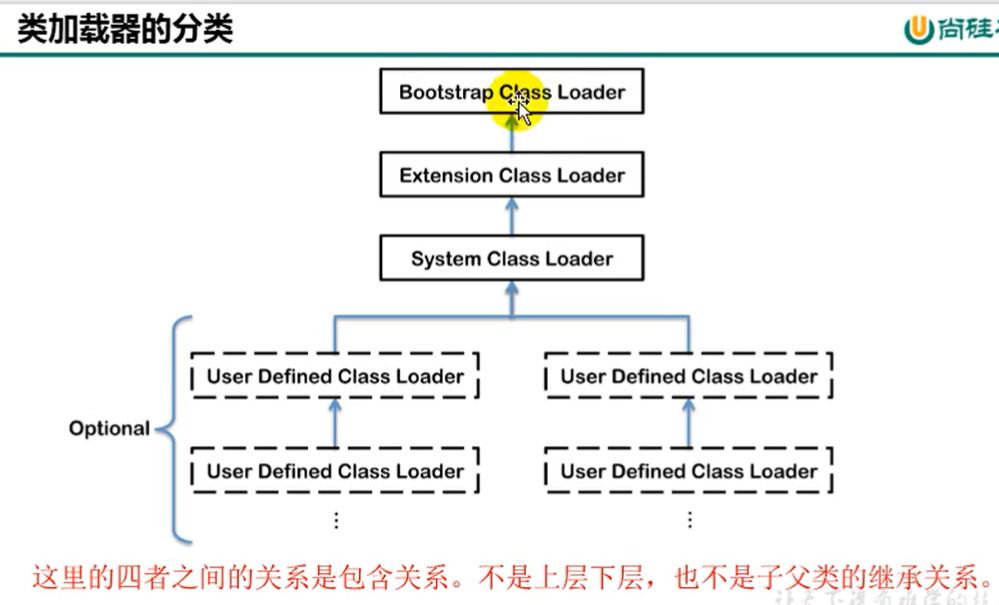 类加载器的分类
尚硅
Bootstrap Class Loader
Extension Class Loader
System Class Loader
User Defined Class Loader
User Defined Class Loader
Optional
User Defined Class Loader
User Defined Class Loader
这里的四者之间的关系是包含关系。不是上层下层，也不是子父类的继承关系。